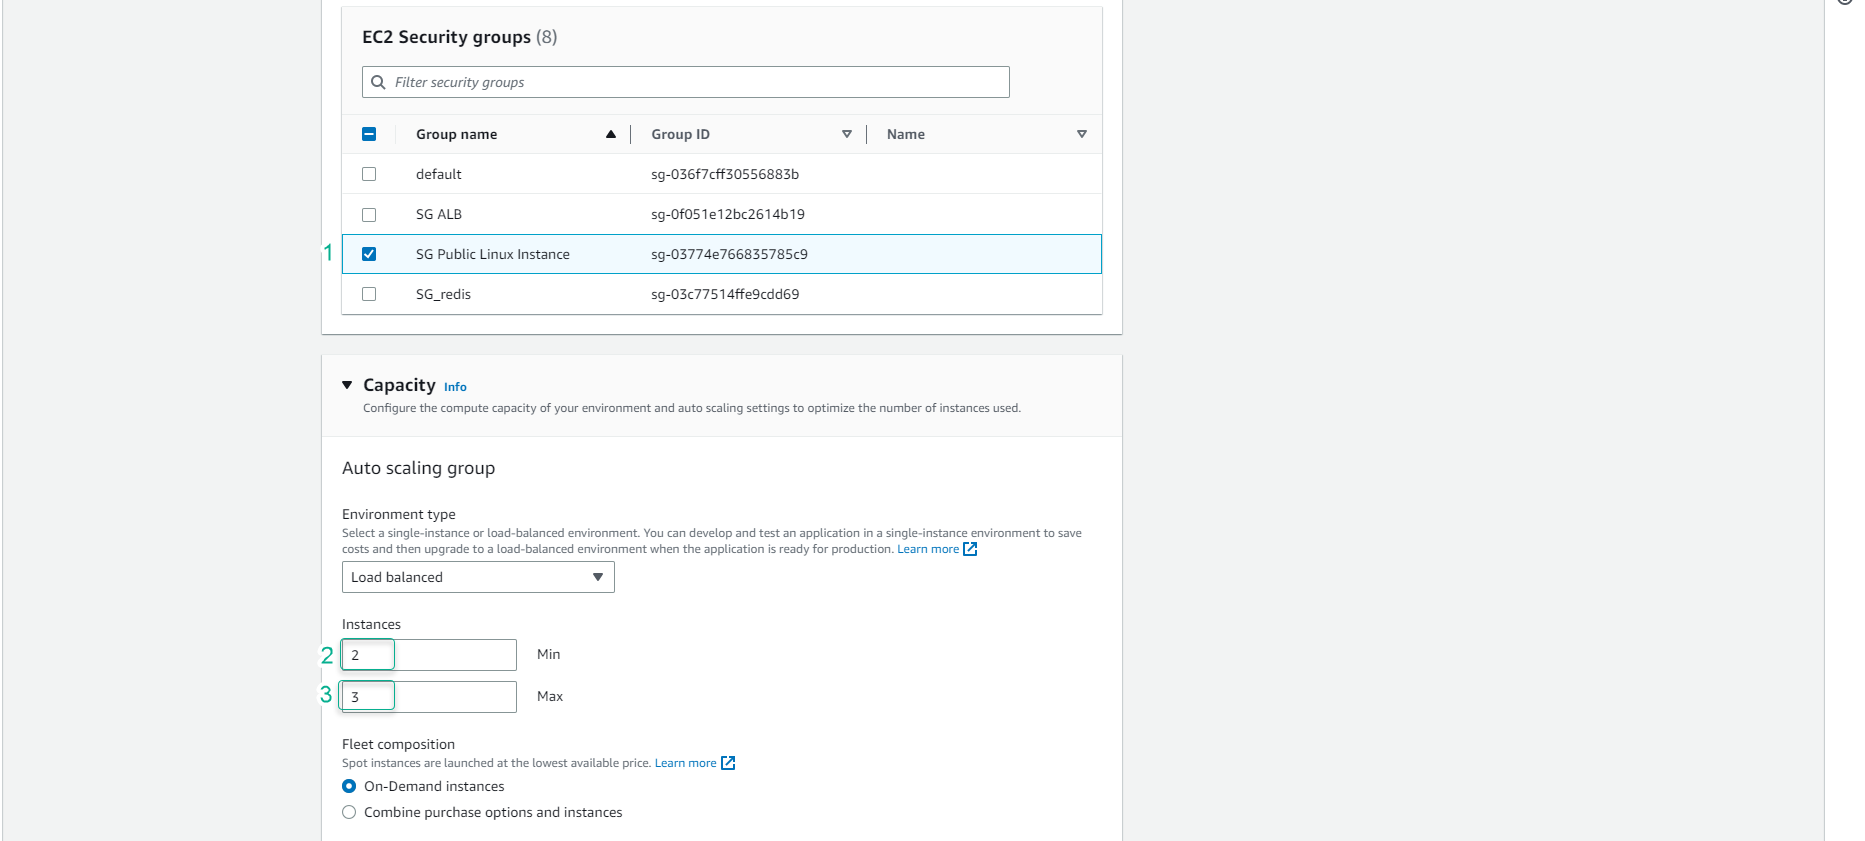 EC2 Security groups (8)
Filter security groups
Group name Group ID Name
default sg-036f7cff30556883b
SG ALB sg-0f051e12bc2614b19
1 SG Public Linux Instance sg-03774e766835785c9
SG_redis sg-03c77514ffe9cdd69
Capacity Info
Configure the compute capacity of your environment and auto scaling settings to optimize the number of instances used.
Auto scaling group
Environment type
Select a single-instance or load-balanced environment. You can develop and test an application in a single-instance environment to save
costs and then upgrade to a load-balanced environment when the application is ready for production. Learn more
Load balanced
Instances
2 2 Min
3 3 Max
Fleet composition
Spot instances are launched at the lowest available price. Learn more
On-Demand instances
Combine purchase options and instances